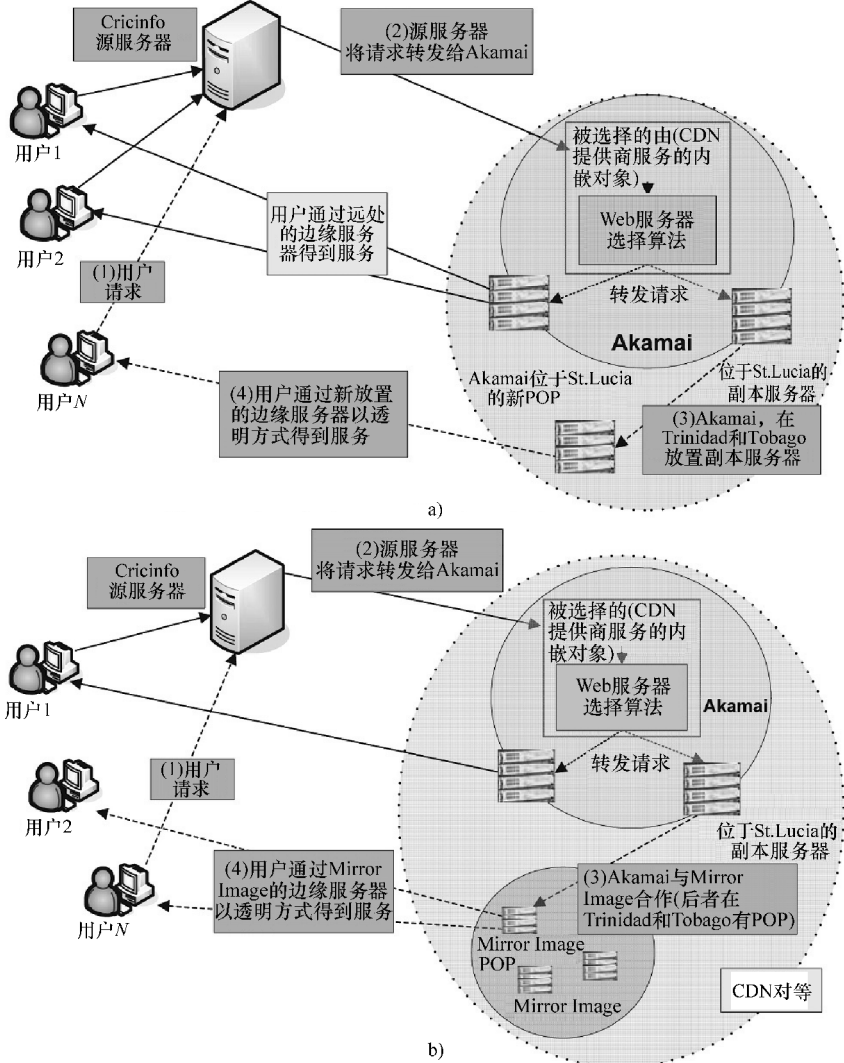 Cricinfo
源服务器
(2)源服务器
将请求转发给Akamai
用户1
用户2
(1)用户
请求
用户N
用户通过远处
的边缘服务
器得到服务
被选择的由(CDN
提供商服务的内
嵌对象)
Web服务器
选择算法
转发请求
Akamai
Akamai位于St.Lucia
的新POP
位于St.Lucia的
副本服务器
(3)Akamai，在
Trinidad和Tobago
放置副本服务器
(4)用户通过新放置
的边缘服务器以透
明方式得到服务
a)
Cricinfo
源服务器
(2)源服务器
将请求转发给Akamai
用户1
用户2
(1)用户
请求
用户N
被选择的(CDN
提供商服务的内
嵌对象)
Web服务器
选择算法
Akamai
转发请求
位于St.Lucia的
副本服务器
(3)Akamai与Mirror
Image合作(后者在
Trinidad和Tobago有POP)
(4)用户通过Mirror
Image的边缘服务器
以透明方式得到服务
Mirror Image
POP
Mirror Image
CDN对等
b)